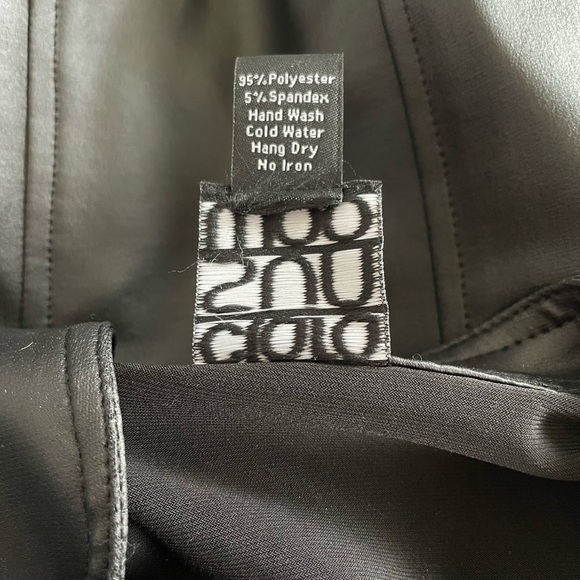 95% Polyester
5% Spandex
Hand Wash
Cold Water
Hang Dry
No Iron